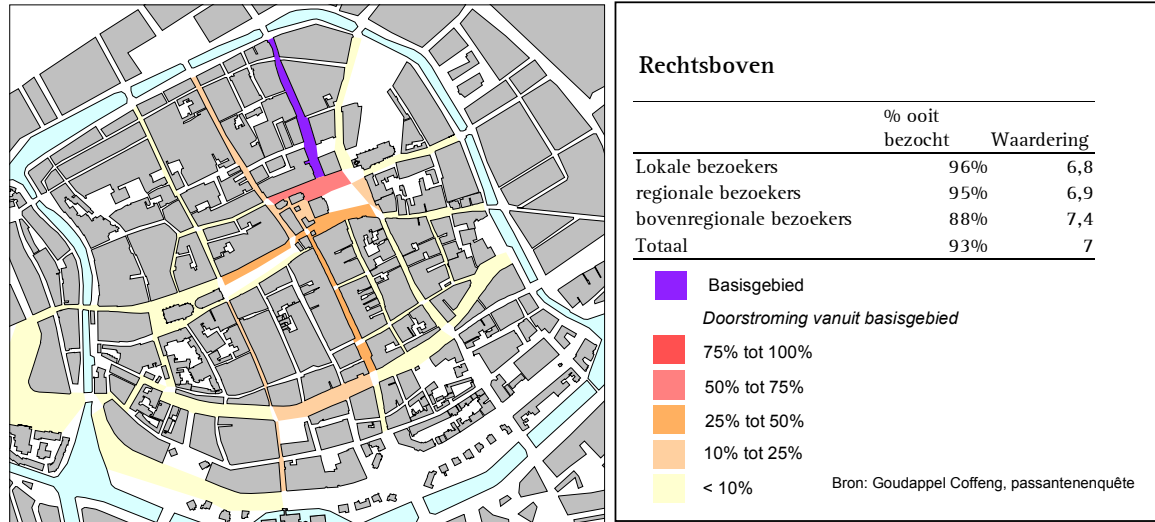 Rechtsboven
% ooit
bezocht Waardering
Lokale bezoekers 96% 6,8
regionale bezoekers 95% 6,9
bovenregionale bezoekers 88% 7,4
Totaal 93% 7
Basisgebied
Doorstroming vanuit basisgebied
75% tot 100%
50% tot 75%
25% tot 50%
10% tot 25%
< 10%
Bron: Goudappel Coffeng, passantenenquête